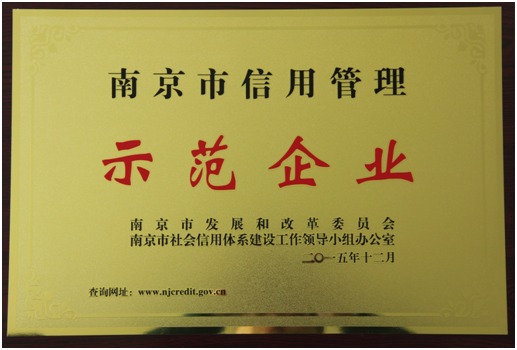 南京市信用管理
示范企业
南京市发展和改革委员会
南京市社会信用体系建设工作领导小组办公室
二〇一五年十二月
查询网址：www.njcredit.gov.cn